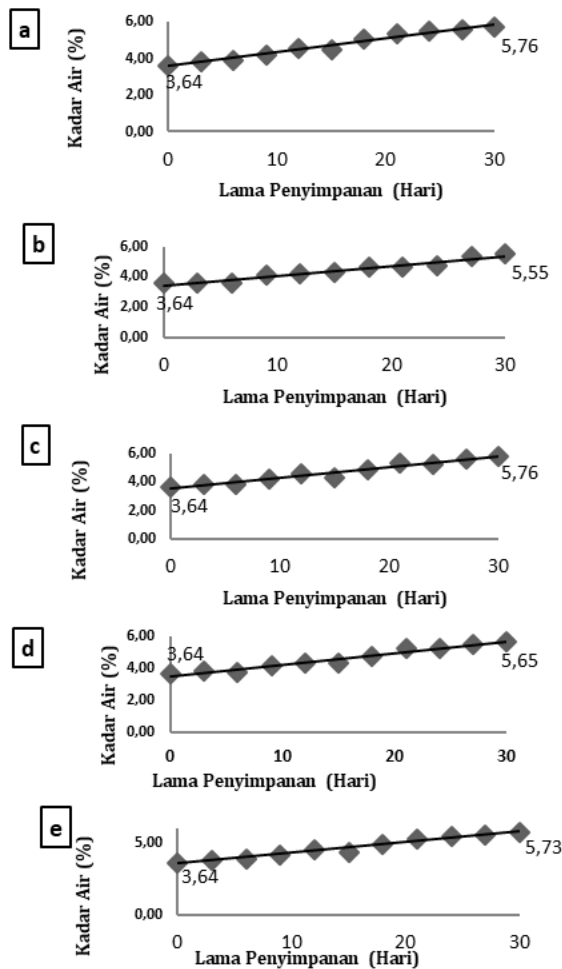 a
Kadar Air (%)
6,00
4,00
2,00
0,00
3,64
5,76
0 10 20 30
Lama Penyimpanan (Hari)
b
Kadar Air (%)
6,00
4,00
2,00
0,00
3,64
5,55
0 10 20 30
Lama Penyimpanan (Hari)
c
Kadar Air (%)
6,00
4,00
2,00
0,00
3,64
5,76
0 10 20 30
Lama Penyimpanan (Hari)
d
Kadar Air (%)
6,00
4,00
2,00
0,00
3,64
5,65
0 10 20 30
Lama Penyimpanan (Hari)
e
Kadar Air (%)
5,00
0,00
3,64
5,73
0 10 20 30
Lama Penyimpanan (Hari)